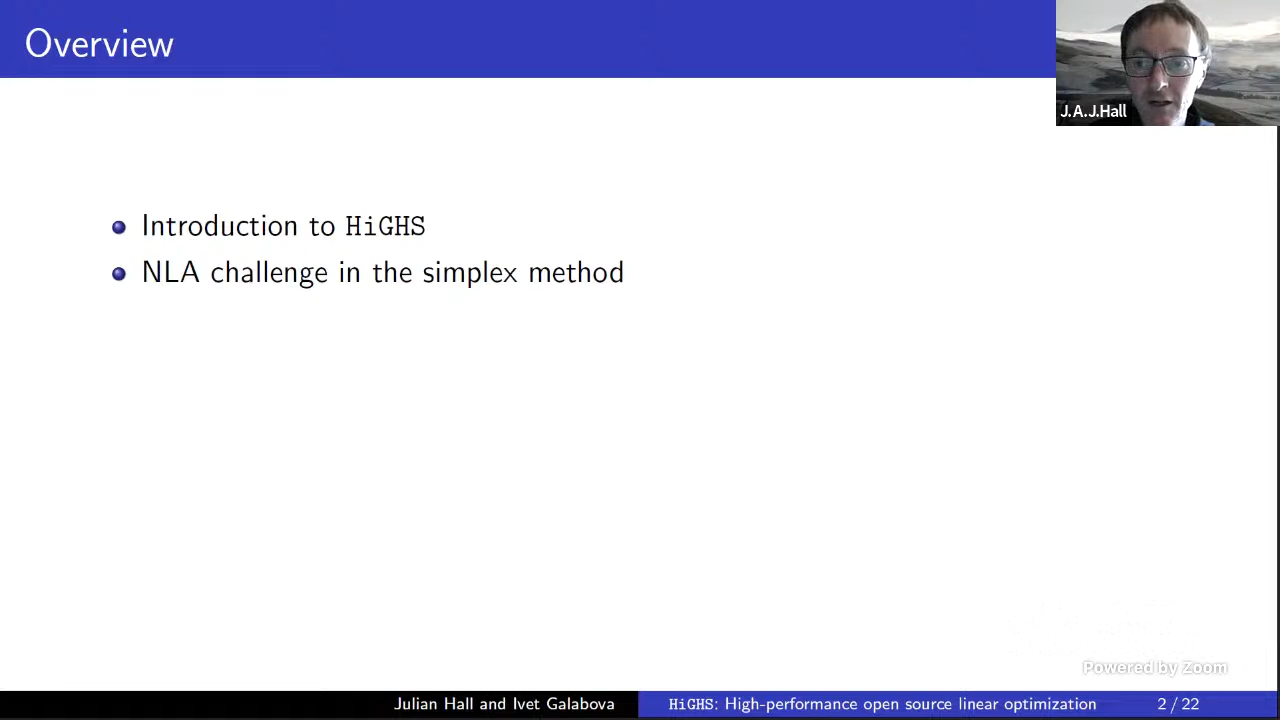 Overview
J.A.J.Hall
Introduction to HiGHS
NLA challenge in the simplex method
Powered by Zoom
Julian Hall and Ivet Galabova
HiGHS: High-performance open source linear optimization
2 / 22